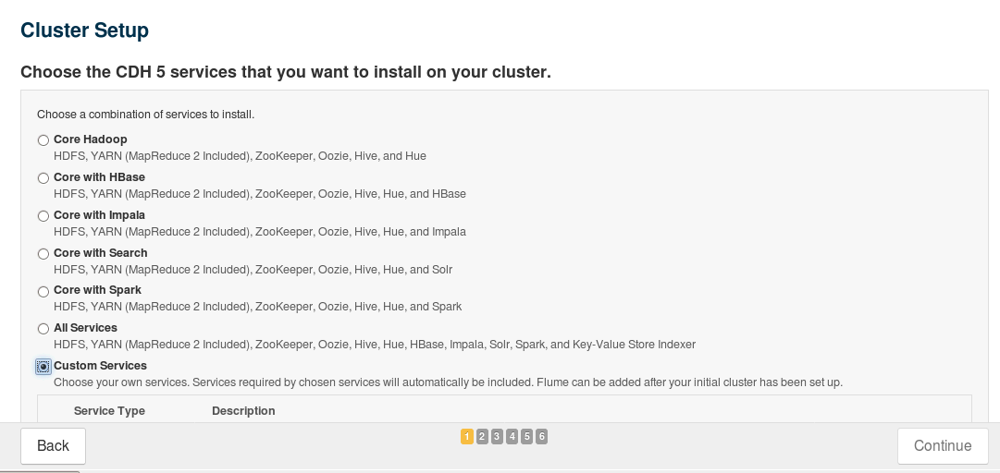 Cluster Setup
Choose the CDH 5 services that you want to install on your cluster.
Choose a combination of services to install.
Core Hadoop
HDFS, YARN (MapReduce 2 Included), ZooKeeper, Oozie, Hive, and Hue
Core with HBase
HDFS, YARN (MapReduce 2 Included), ZooKeeper, Oozie, Hive, Hue, and HBase
Core with Impala
HDFS, YARN (MapReduce 2 Included), ZooKeeper, Oozie, Hive, Hue, and Impala
Core with Search
HDFS, YARN (MapReduce 2 Included), ZooKeeper, Oozie, Hive, Hue, and Solr
Core with Spark
HDFS, YARN (MapReduce 2 Included), ZooKeeper, Oozie, Hive, Hue, and Spark
All Services
HDFS, YARN (MapReduce 2 Included), ZooKeeper, Oozie, Hive, Hue, HBase, Impala, Solr, Spark, and Key-Value Store Indexer
Custom Services
Choose your own services. Services required by chosen services will automatically be included. Flume can be added after your initial cluster has been set up.
Service Type Description
Back 1 2 3 4 5 6 Continue